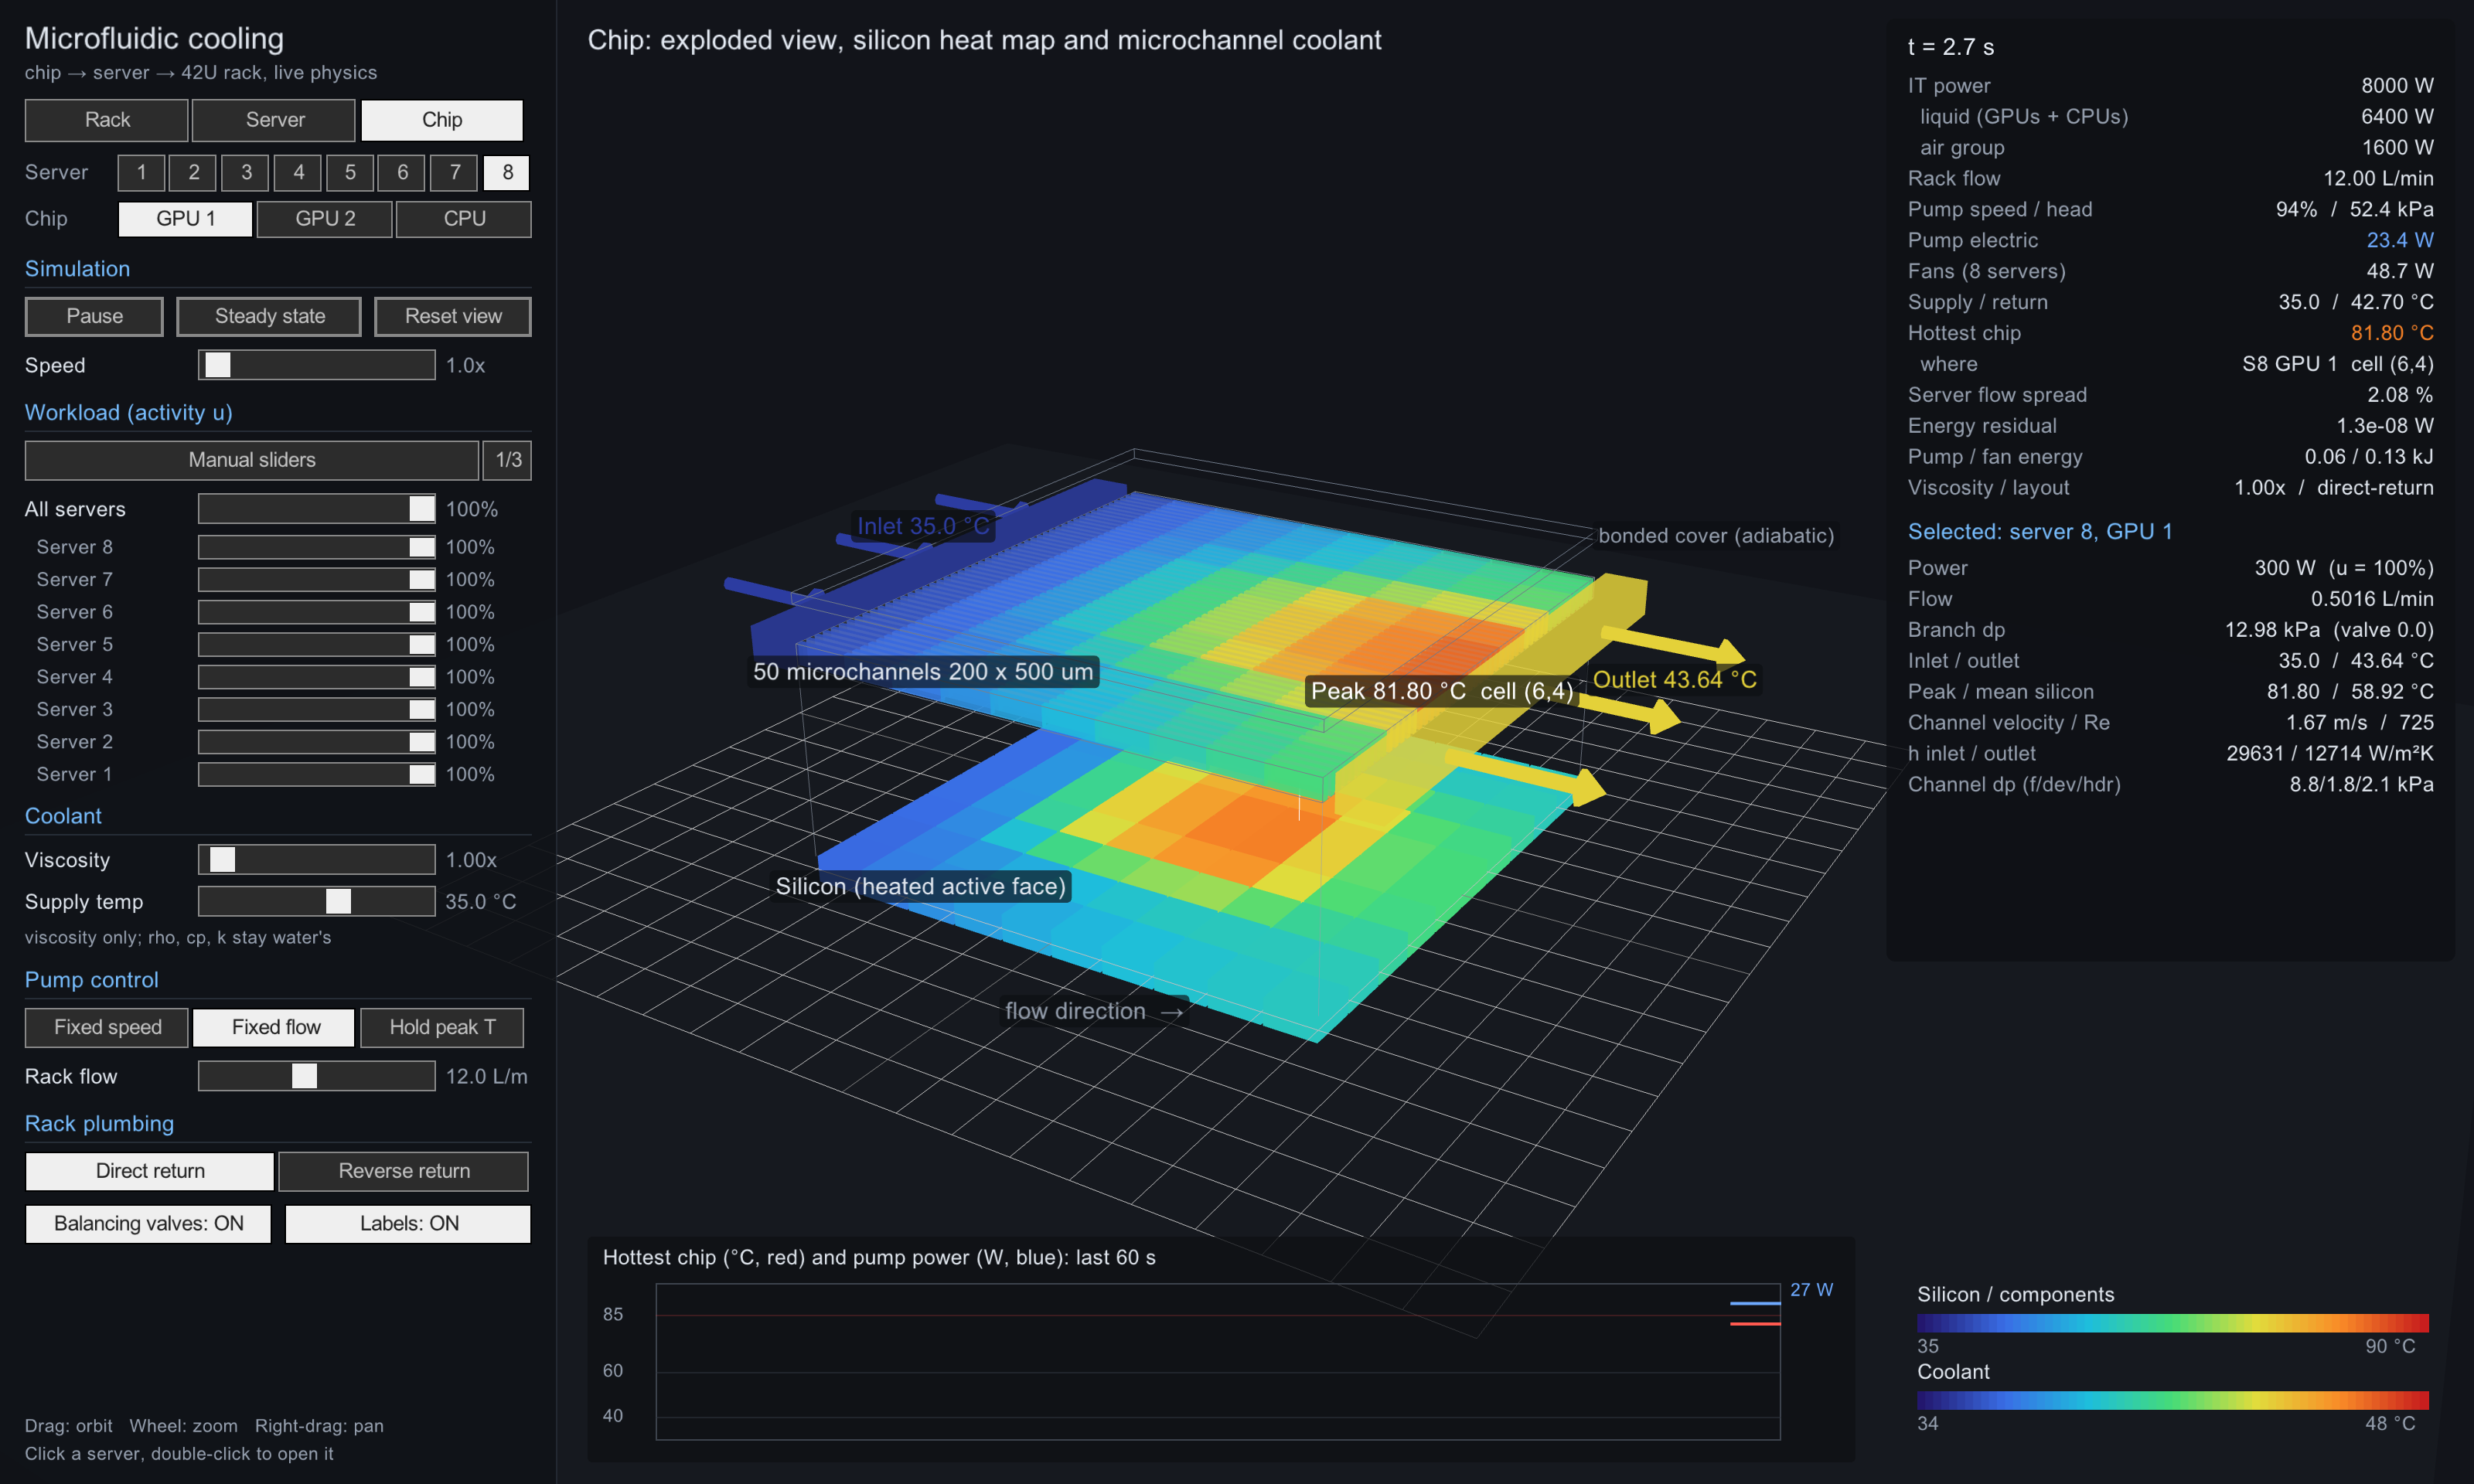 Microfluidic cooling
chip → server → 42U rack, live physics
Rack Server Chip
Server 1 2 3 4 5 6 7 8
Chip GPU 1 GPU 2 CPU
Simulation
Pause Steady state Reset view
Speed 1.0x
Workload (activity u)
Manual sliders 1/3
All servers 100%
Server 8 100%
Server 7 100%
Server 6 100%
Server 5 100%
Server 4 100%
Server 3 100%
Server 2 100%
Server 1 100%
Coolant
Viscosity 1.00x
Supply temp 35.0 °C
viscosity only; rho, cp, k stay water's
Pump control
Fixed speed Fixed flow Hold peak T
Rack flow 12.0 L/m
Rack plumbing
Direct return Reverse return
Balancing valves: ON Labels: ON
Drag: orbit Wheel: zoom Right-drag: pan
Click a server, double-click to open it
Chip: exploded view, silicon heat map and microchannel coolant
Inlet 35.0 °C
bonded cover (adiabatic)
50 microchannels 200 x 500 um
Peak 81.80 °C cell (6,4)
Outlet 43.64 °C
Silicon (heated active face)
flow direction →
Hottest chip (°C, red) and pump power (W, blue): last 60 s
27 W
85
60
40
t = 2.7 s
IT power 8000 W
liquid (GPUs + CPUs) 6400 W
air group 1600 W
Rack flow 12.00 L/min
Pump speed / head 94% / 52.4 kPa
Pump electric 23.4 W
Fans (8 servers) 48.7 W
Supply / return 35.0 / 42.70 °C
Hottest chip 81.80 °C
where S8 GPU 1 cell (6,4)
Server flow spread 2.08 %
Energy residual 1.3e-08 W
Pump / fan energy 0.06 / 0.13 kJ
Viscosity / layout 1.00x / direct-return
Selected: server 8, GPU 1
Power 300 W (u = 100%)
Flow 0.5016 L/min
Branch dp 12.98 kPa (valve 0.0)
Inlet / outlet 35.0 / 43.64 °C
Peak / mean silicon 81.80 / 58.92 °C
Channel velocity / Re 1.67 m/s / 725
h inlet / outlet 29631 / 12714 W/m²K
Channel dp (f/dev/hdr) 8.8/1.8/2.1 kPa
Silicon / components
35 90 °C
Coolant
34 48 °C